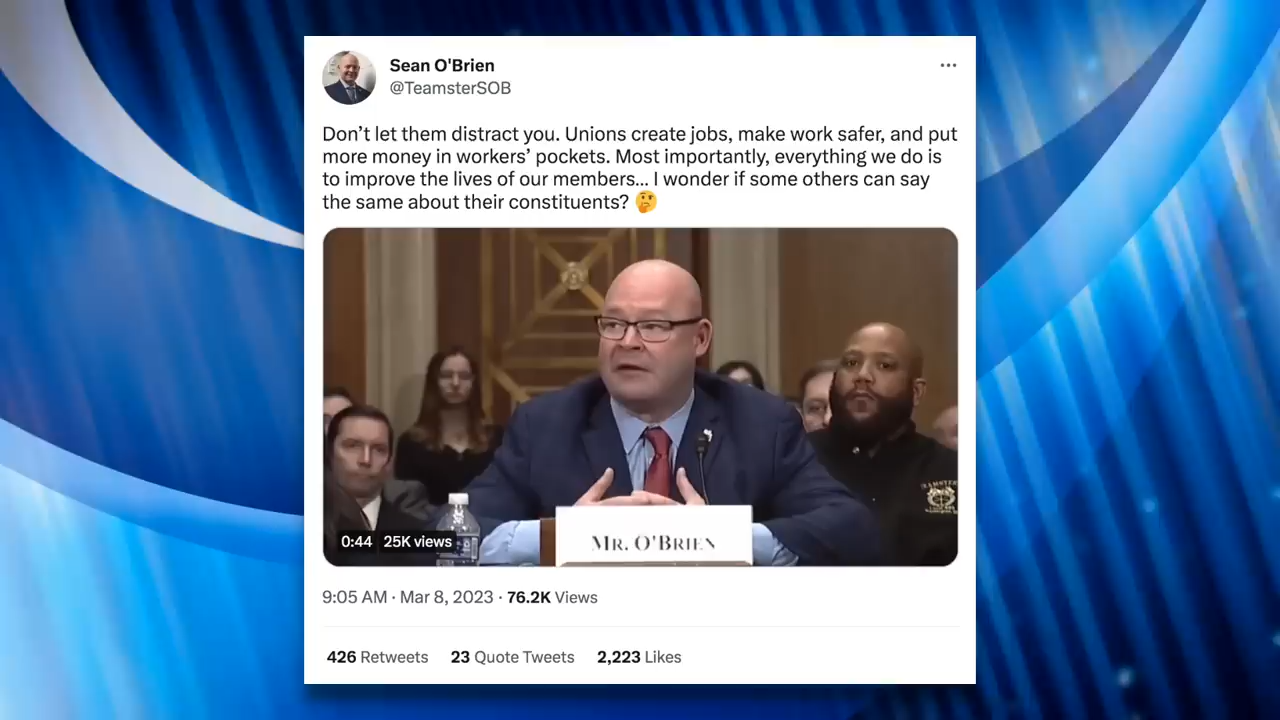 Sean O'Brien
@TeamsterSOB
Don’t let them distract you. Unions create jobs, make work safer, and put
more money in workers’ pockets. Most importantly, everything we do is
to improve the lives of our members... I wonder if some others can say
the same about their constituents? 🤔
0:44 25K views
MR. O'BRIEN
9:05 AM · Mar 8, 2023 · 76.2K Views
426 Retweets 23 Quote Tweets 2,223 Likes